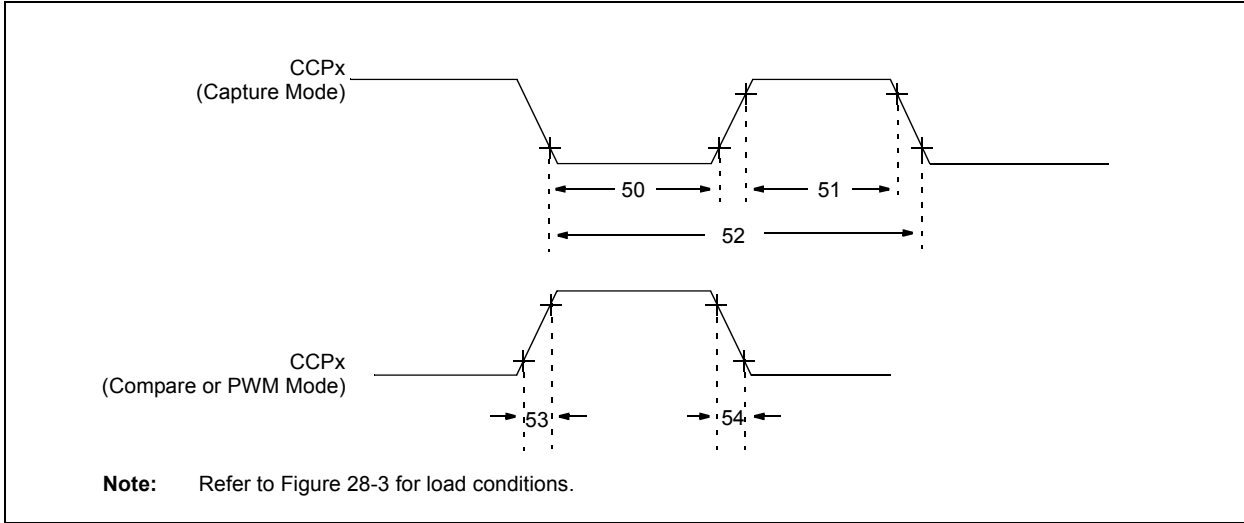 CCPx
(Capture Mode)
50
51
52
CCPx
(Compare or PWM Mode)
53
54
Note: Refer to Figure 28-3 for load conditions.